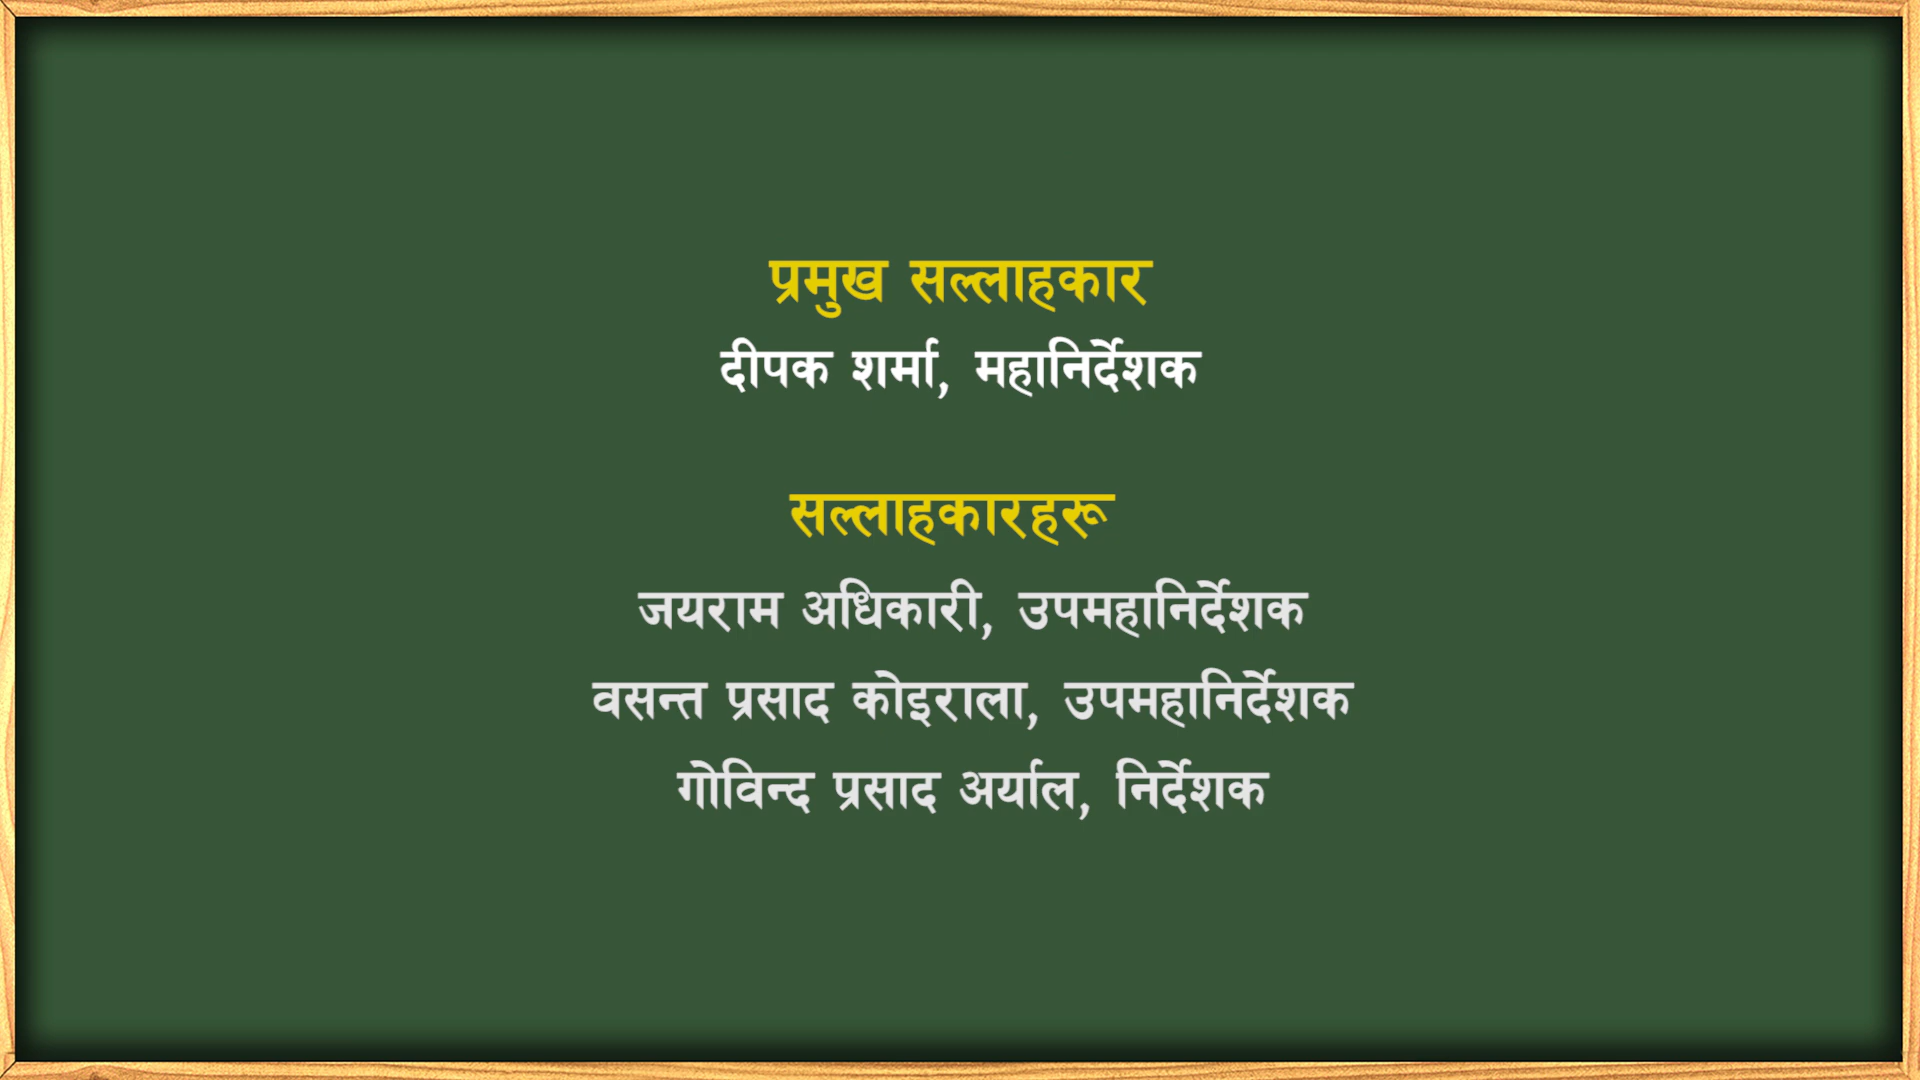 प्रमुख सल्लाहकार
दीपक शर्मा, महानिर्देशक
सल्लाहकारहरू
जयराम अधिकारी, उपमहानिर्देशक
वसन्त प्रसाद कोइराला, उपमहानिर्देशक
गोविन्द प्रसाद अर्याल, निर्देशक